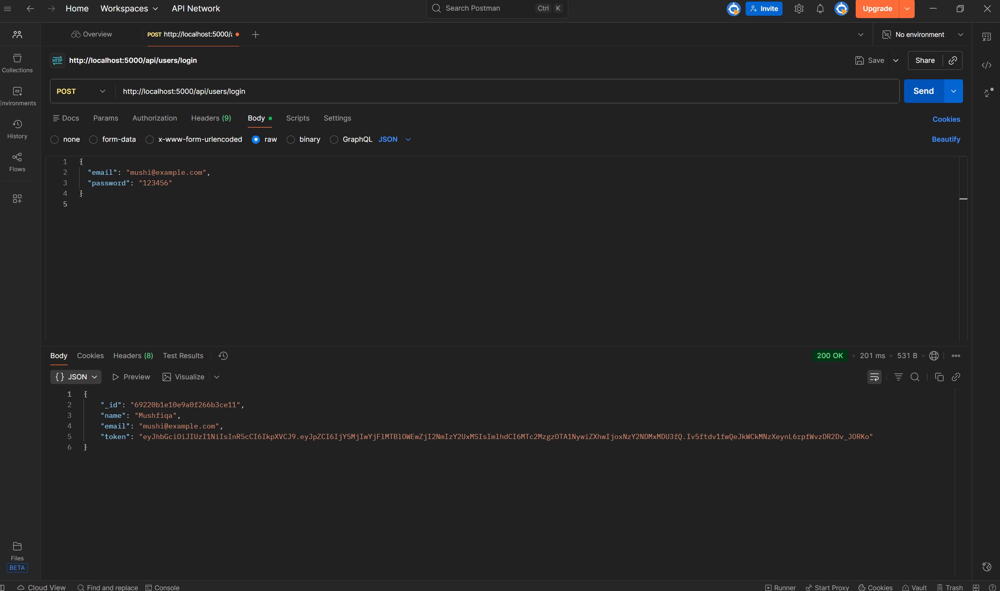 Home Workspaces API Network Search Postman Ctrl K Invite Upgrade
Overview POST http://localhost:5000/a No environment
HTTP http://localhost:5000/api/users/login Save Share
Collections
POST http://localhost:5000/api/users/login Send
Environments
Docs Params Authorization Headers (9) Body Scripts Settings Cookies
History
none form-data x-www-form-urlencoded raw binary GraphQL JSON Beautify
Flows
1 {
2 "email": "mushi@example.com",
3 "password": "123456"
4 }
5
Body Cookies Headers (8) Test Results 200 OK • 201 ms • 531 B
{} JSON Preview Visualize
1 {
2 "_id": "69220b1e10e9a0f266b3ce11",
3 "name": "Mushfiqa",
4 "email": "mushi@example.com",
5 "token": "eyJhbGciOiJIUzI1NiIsInR5cCI6IkpXVCJ9.eyJpZCI6IjY5MjIwYjFlMTBlOWEwZjI2NmIzY2UxMSIsImlhdCI6MTc2MzgzOTA1NywiZXhwIjoxNzY2NDMxMDU3fQ.Iv5ftdv1fwQeJkWCkMNzXeynL6rpfWvzDR2Dv_JORKo"
6 }
Files
BETA
Cloud View Find and replace Console Runner Start Proxy Cookies Vault Trash